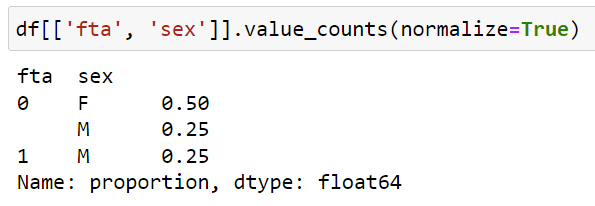 df[['fta', 'sex']].value_counts(normalize=True)
fta  sex
0    F      0.50
     M      0.25
1    M      0.25
Name: proportion, dtype: float64